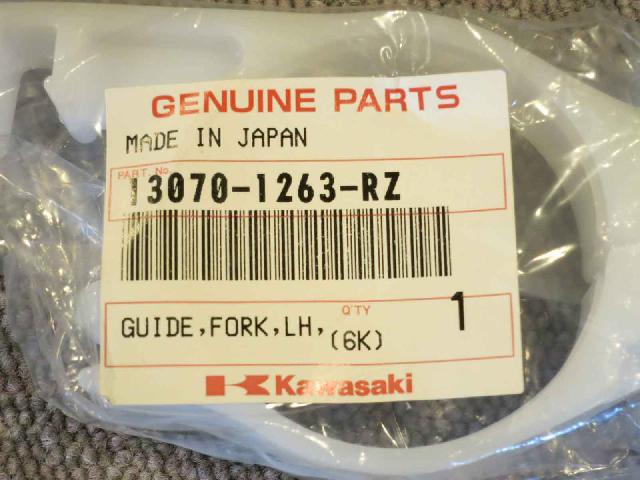 GENUINE PARTS
MADE IN JAPAN
PART. No.
13070-1263-RZ
Q'TY
GUIDE,FORK,LH,(6K) 1
Kawasaki